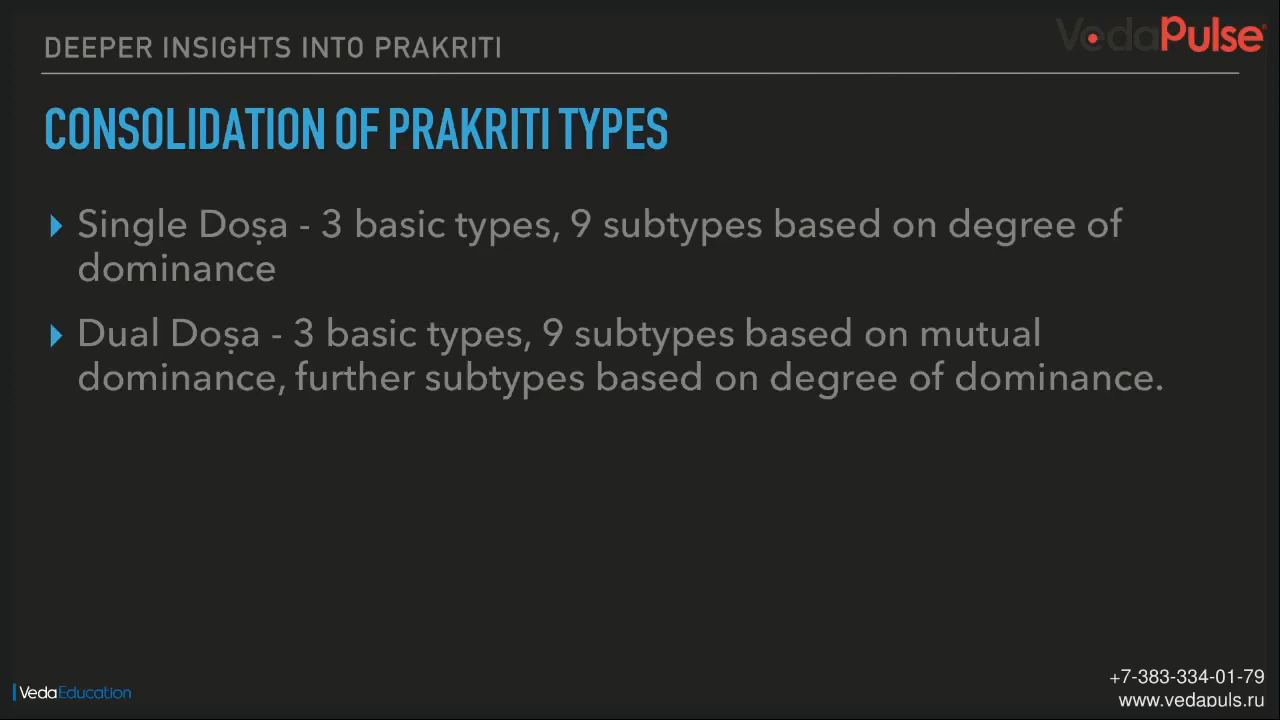 DEEPER INSIGHTS INTO PRAKRITI
VedaPulse®
CONSOLIDATION OF PRAKRITI TYPES
Single Doṣa - 3 basic types, 9 subtypes based on degree of
dominance
Dual Doṣa - 3 basic types, 9 subtypes based on mutual
dominance, further subtypes based on degree of dominance.
VedaEducation
+7-383-334-01-79
www.vedapuls.ru